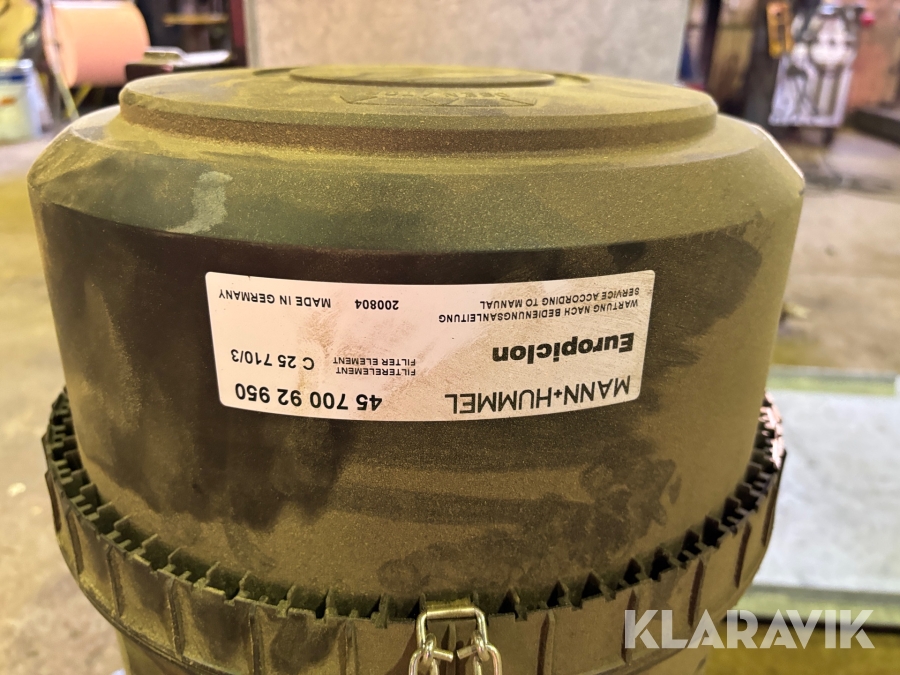 MANN+HUMMEL
45 700 92 950
Europiclon
FILTERELEMENT
FILTER ELEMENT
C 25 710/3
WARTUNG NACH BEDIENUNGSANLEITUNG
SERVICE ACCORDING TO MANUAL
200804
MADE IN GERMANY
KLARAVIK